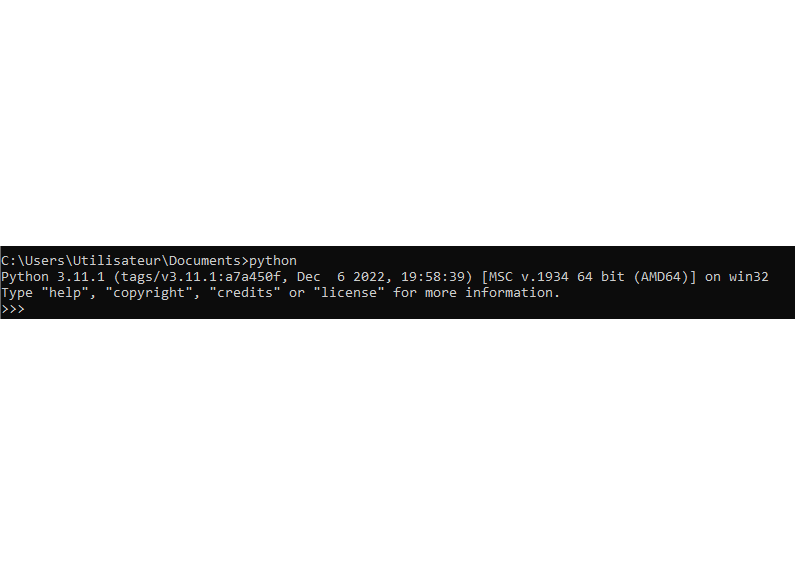 C:\Users\Utilisateur\Documents>python
Python 3.11.1 (tags/v3.11.1:a7a450f, Dec  6 2022, 19:58:39) [MSC v.1934 64 bit (AMD64)] on win32
Type "help", "copyright", "credits" or "license" for more information.
>>>